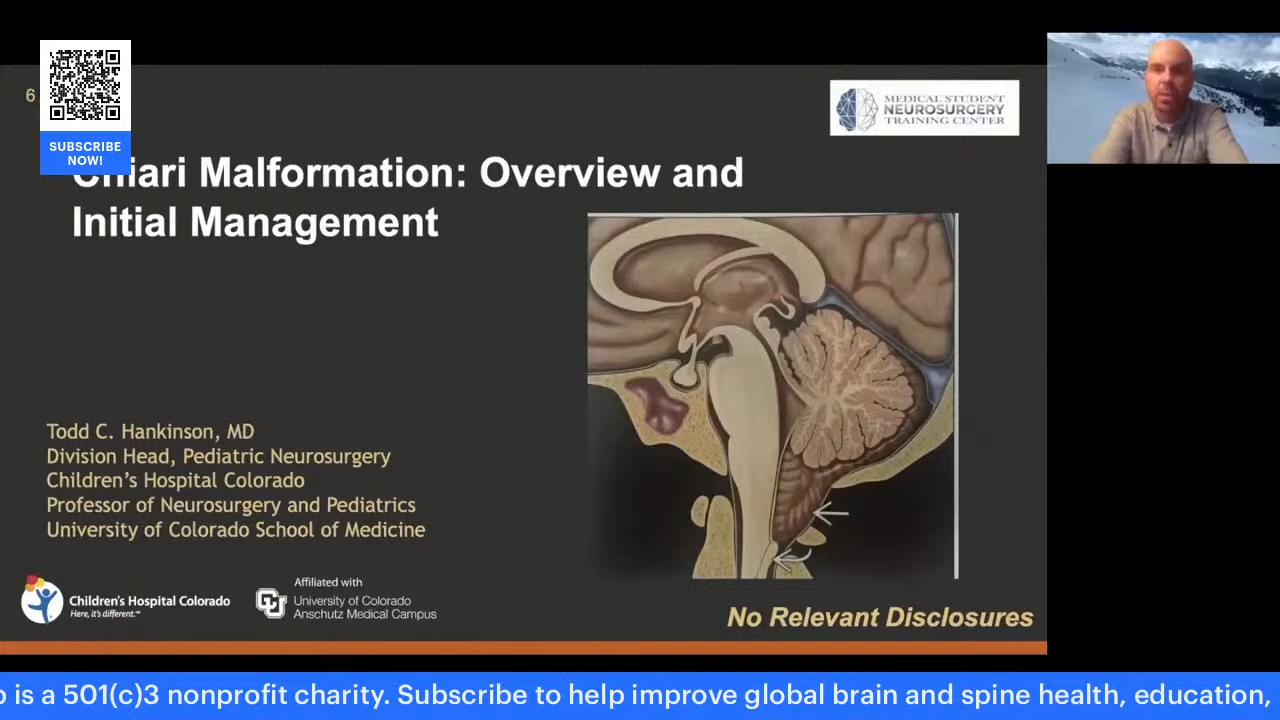 6
SUBSCRIBE
NOW!
MEDICAL STUDENT
NEUROSURGERY
TRAINING CENTER
Chiari Malformation: Overview and
Initial Management
Todd C. Hankinson, MD
Division Head, Pediatric Neurosurgery
Children's Hospital Colorado
Professor of Neurosurgery and Pediatrics
University of Colorado School of Medicine
Children's Hospital Colorado
Here, it's different.™
Affiliated with
CU
University of Colorado
Anschutz Medical Campus
No Relevant Disclosures
is a 501(c)3 nonprofit charity. Subscribe to help improve global brain and spine health, education,